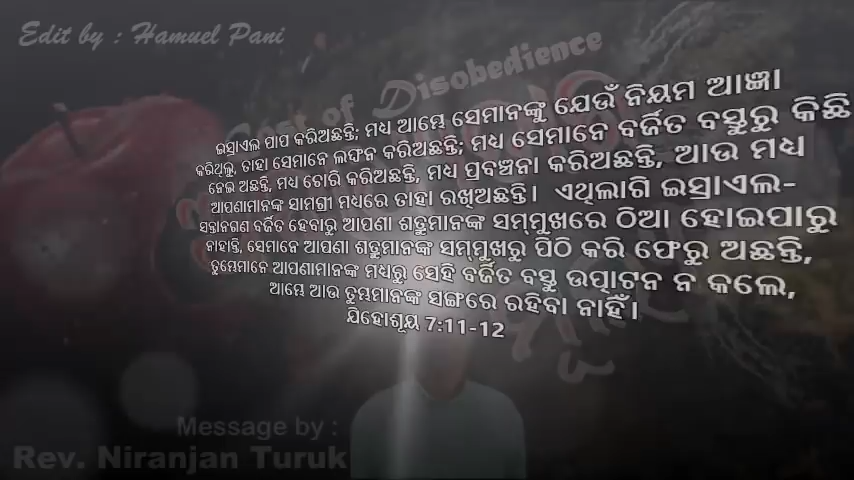 Edit by : Hamuel Pani
Cost of Disobedience
ଇସ୍ରାଏଲ ପାପ କରିଅଛନ୍ତି; ମଧ୍ୟ ଆମ୍ଭେ ସେମାନଙ୍କୁ ଯେଉଁ ନିୟମ ଆଜ୍ଞା
କରିଥିଲୁ, ତାହା ସେମାନେ ଲଙ୍ଘନ କରିଅଛନ୍ତି; ମଧ୍ୟ ସେମାନେ ବର୍ଜିତ ବସ୍ତୁରୁ କିଛି
ନେଇ ଅଛନ୍ତି, ମଧ୍ୟ ଚୋରି କରିଅଛନ୍ତି, ମଧ୍ୟ ପ୍ରବଞ୍ଚନା କରିଅଛନ୍ତି, ଆଉ ମଧ୍ୟ
ଆପଣାମାନଙ୍କ ସାମଗ୍ରୀ ମଧ୍ୟରେ ତାହା ରଖିଅଛନ୍ତି। ଏଥିଲାଗି ଇସ୍ରାଏଲ-
ସନ୍ତାନଗଣ ବର୍ଜିତ ହେବାରୁ ଆପଣା ଶତ୍ରୁମାନଙ୍କ ସମ୍ମୁଖରେ ଠିଆ ହୋଇପାରୁ
ନାହାନ୍ତି, ସେମାନେ ଆପଣା ଶତ୍ରୁମାନଙ୍କ ସମ୍ମୁଖରୁ ପିଠି କରି ଫେରୁ ଅଛନ୍ତି,
ତୁମ୍ଭେମାନେ ଆପଣାମାନଙ୍କ ମଧ୍ୟରୁ ସେହି ବର୍ଜିତ ବସ୍ତୁ ଉତ୍ପାଟନ ନ କଲେ,
ଆମ୍ଭେ ଆଉ ତୁମ୍ଭମାନଙ୍କ ସଙ୍ଗରେ ରହିବା ନାହିଁ।
ଯିହୋଶୂୟ 7:11-12
Message by :
Rev. Niranjan Turuk